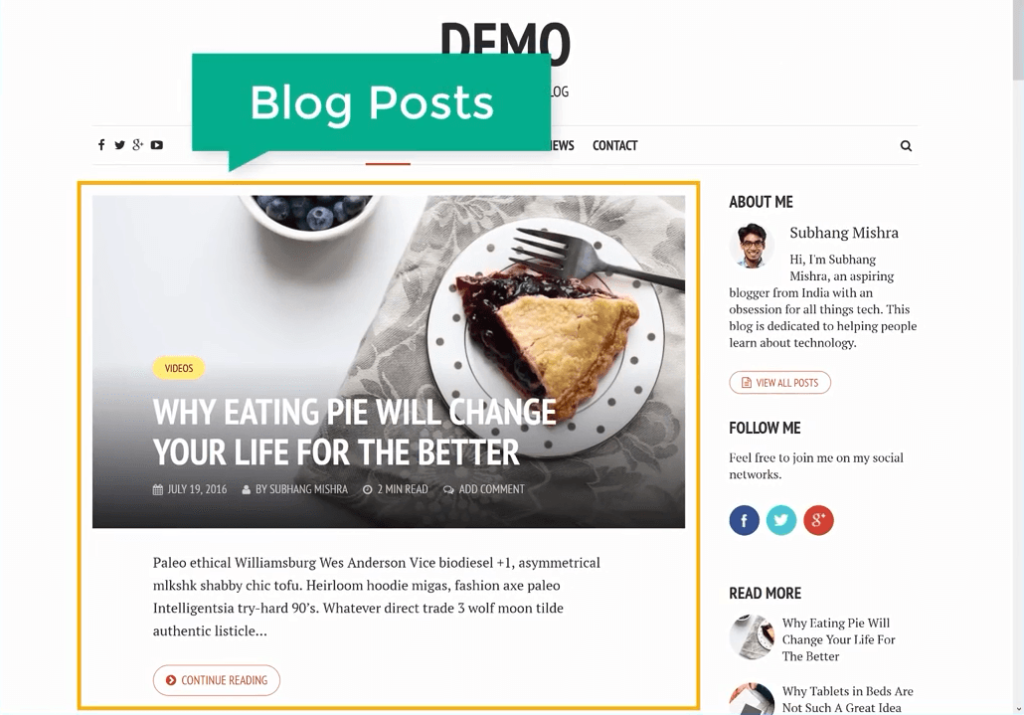 DEMO
Blog Posts
CONTACT
ABOUT ME
Subhang Mishra
Hi, I'm Subhang
Mishra, an aspiring
blogger from India with an
obsession for all things tech. This
blog is dedicated to helping people
learn about technology.
VIEW ALL POSTS
VIDEOS
WHY EATING PIE WILL CHANGE
YOUR LIFE FOR THE BETTER
JULY 19, 2016 BY SUBHANG MISHRA 2 MIN READ ADD COMMENT
Paleo ethical Williamsburg Wes Anderson Vice biodiesel +1, asymmetrical
mlkshk shabby chic tofu. Heirloom hoodie migas, fashion axe paleo
Intelligentsia try-hard 90's. Whatever direct trade 3 wolf moon tilde
authentic listicle...
CONTINUE READING
FOLLOW ME
Feel free to join me on my social
networks.
READ MORE
Why Eating Pie Will
Change Your Life For
The Better
Why Tablets in Beds Are
Not Such A Great Idea